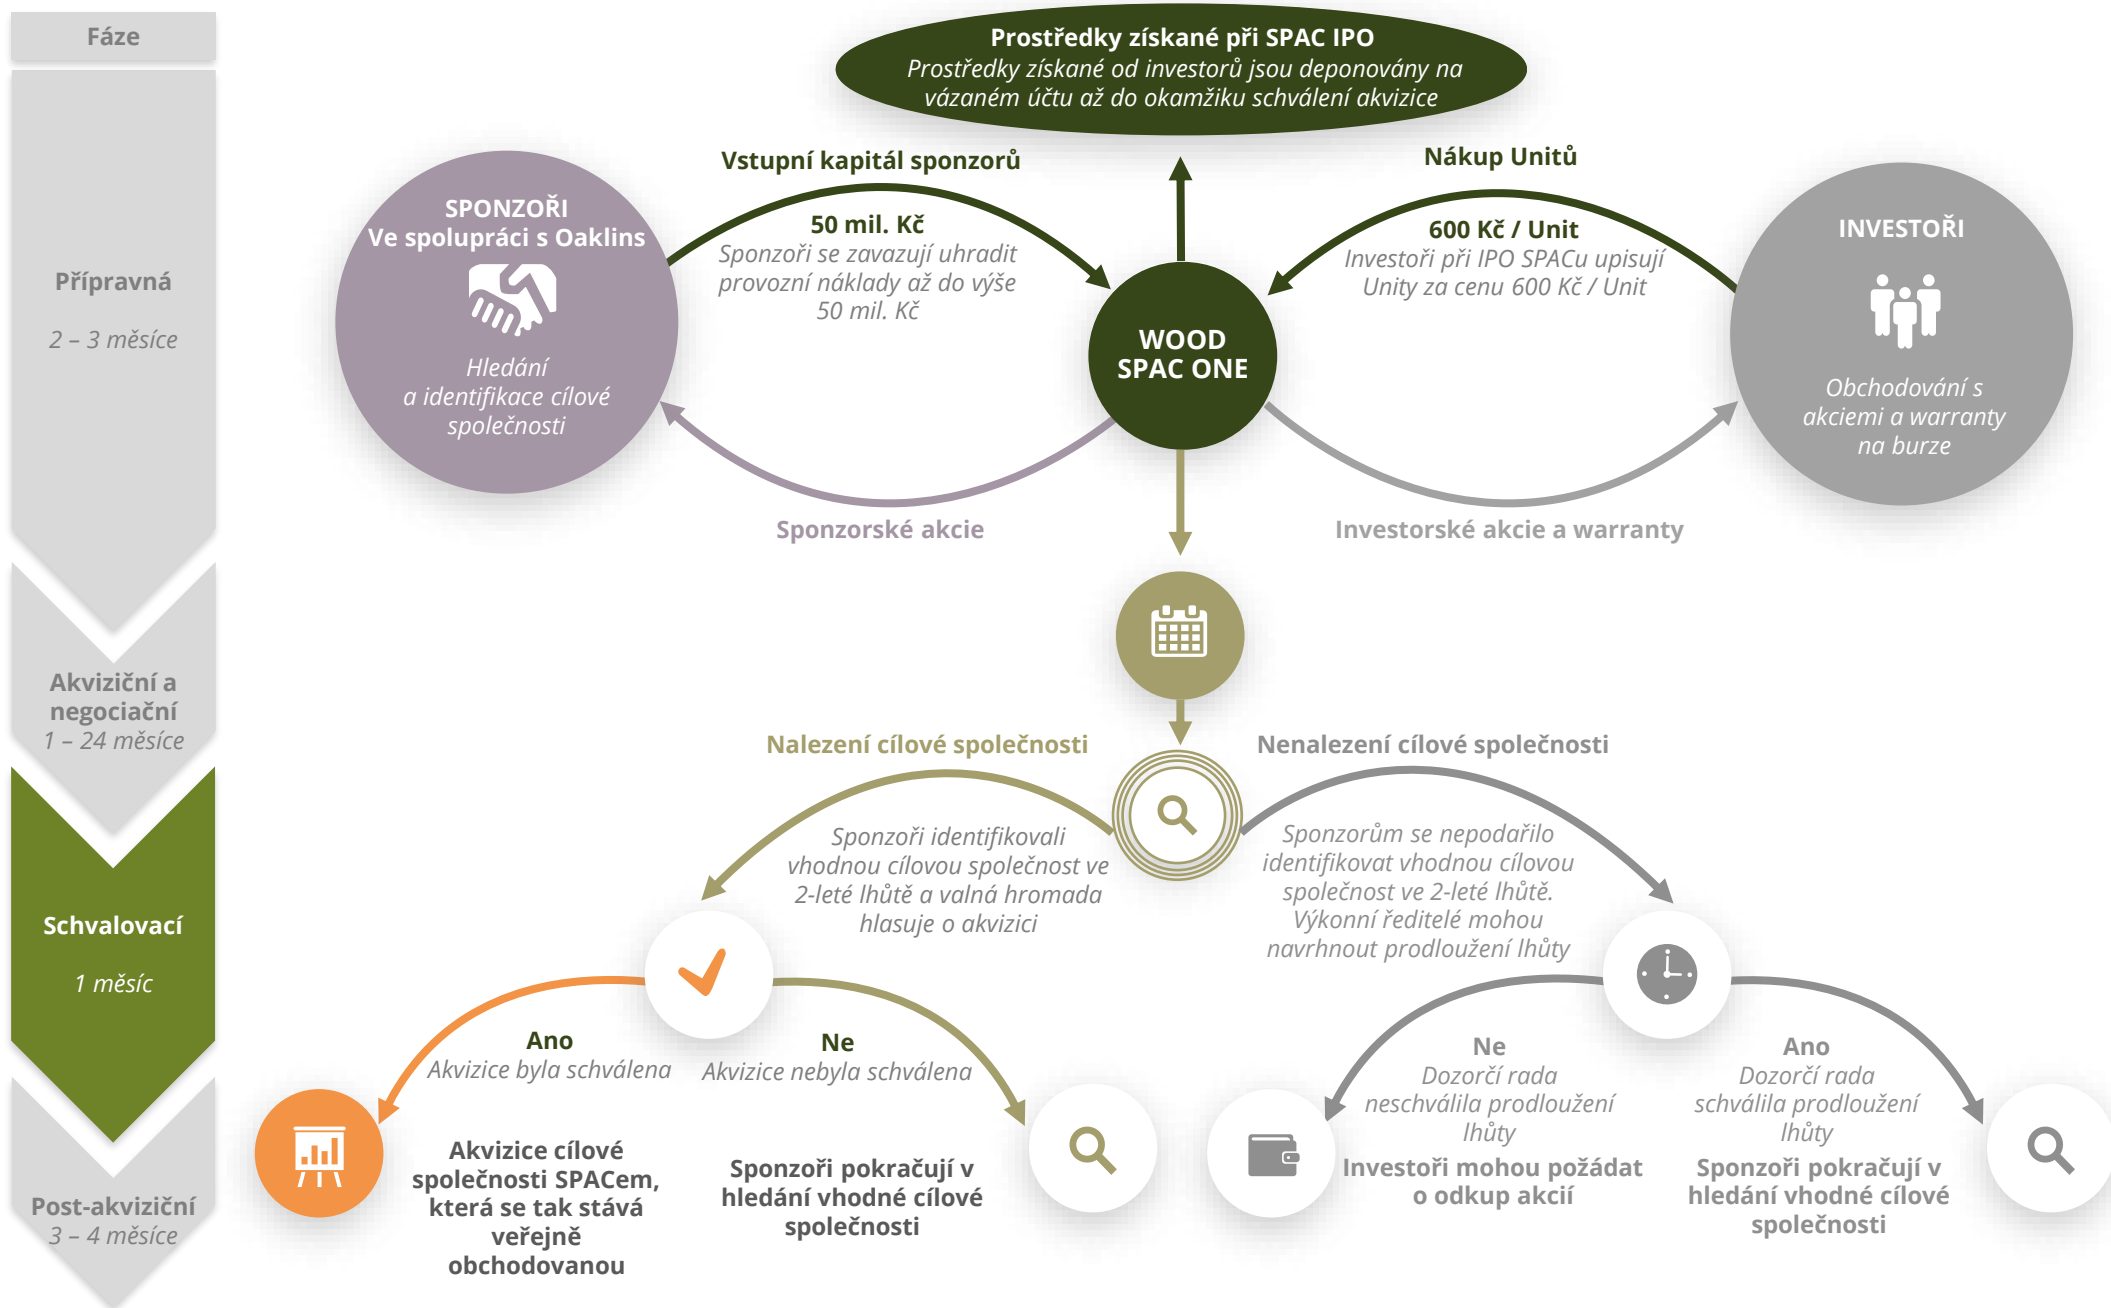 Fáze
Přípravná
2 – 3 měsíce
Akviziční a
negociační
1 – 24 měsíce
Schvalovací
1 měsíc
Post-akviziční
3 – 4 měsíce
Prostředky získané při SPAC IPO
Prostředky získané od investorů jsou deponovány na
vázaném účtu až do okamžiku schválení akvizice
SPONZOŘI
Ve spolupráci s Oaklins
Hledání
a identifikace cílové
společnosti
Vstupní kapitál sponzorů
50 mil. Kč
Sponzoři se zavazují uhradit
provozní náklady až do výše
50 mil. Kč
WOOD
SPAC ONE
Nákup Unitů
600 Kč / Unit
Investoři při IPO SPACu upisují
Unity za cenu 600 Kč / Unit
INVESTOŘI
Obchodování s
akciemi a warranty
na burze
Sponzorské akcie
Investorské akcie a warranty
Nalezení cílové společnosti
Sponzoři identifikovali
vhodnou cílovou společnost ve
2-leté lhůtě a valná hromada
hlasuje o akvizici
Nenalezení cílové společnosti
Sponzorům se nepodařilo
identifikovat vhodnou cílovou
společnost ve 2-leté lhůtě.
Výkonní ředitelé mohou
navrhnout prodloužení lhůty
Ano
Akvizice byla schválena
Akvizice cílové
společnosti SPACem,
která se tak stává
veřejně
obchodovanou
Ne
Akvizice nebyla schválena
Sponzoři pokračují v
hledání vhodné cílové
společnosti
Ne
Dozorčí rada
neschválila prodloužení
lhůty
Investoři mohou požádat
o odkup akcií
Ano
Dozorčí rada
schválila prodloužení
lhůty
Sponzoři pokračují v
hledání vhodné cílové
společnosti